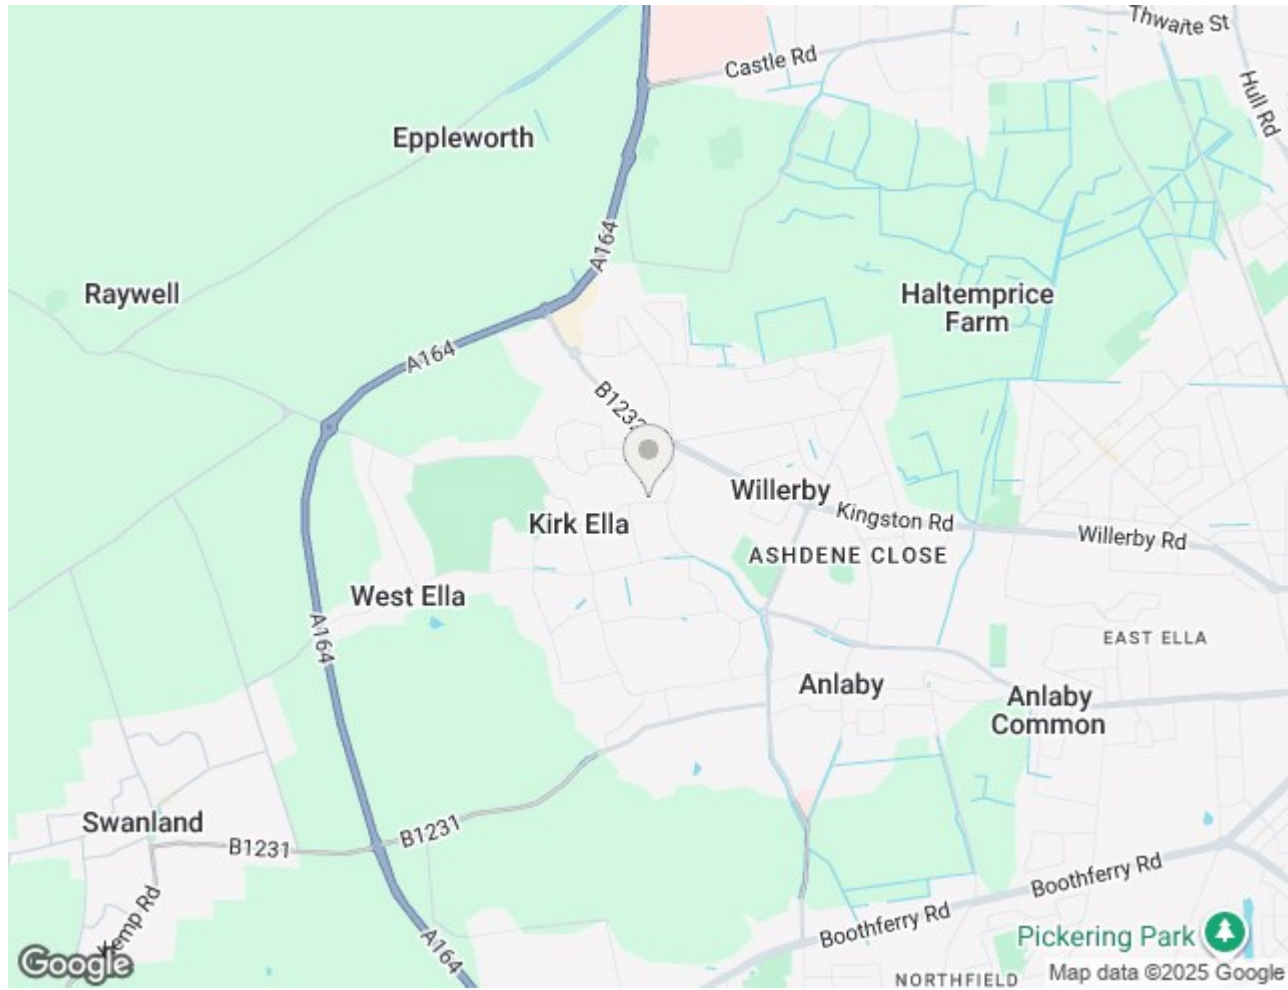 Thwaite St
Castle Rd
Hull Rd
Eppleworth
A164
Raywell
Haltemprice
Farm
A164
B1232
Willerby
Kingston Rd
Willerby Rd
Kirk Ella
ASHDENE CLOSE
West Ella
A164
EAST ELLA
Anlaby
Anlaby
Common
Swanland
B1231
B1231
Boothferry Rd
Kemp Rd
Boothferry Rd
A164
Pickering Park
Google
NORTHFIELD
Map data ©2025 Google